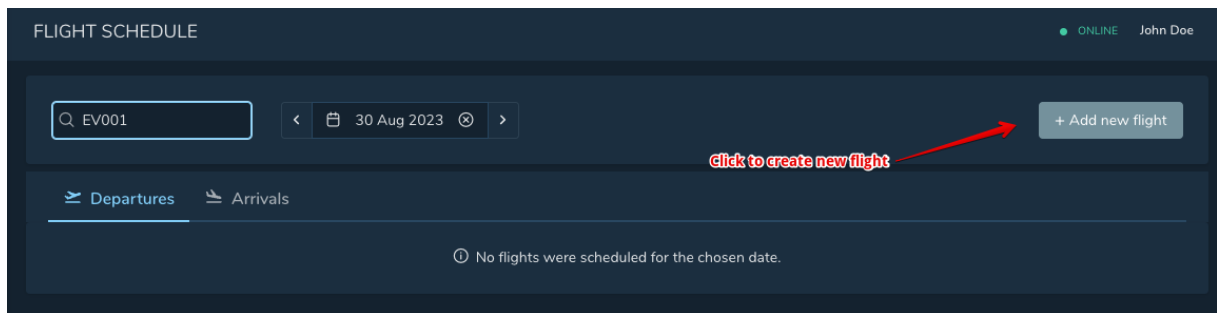 FLIGHT SCHEDULE
ONLINE John Doe
EV001
30 Aug 2023
+ Add new flight
Click to create new flight
Departures
Arrivals
No flights were scheduled for the chosen date.